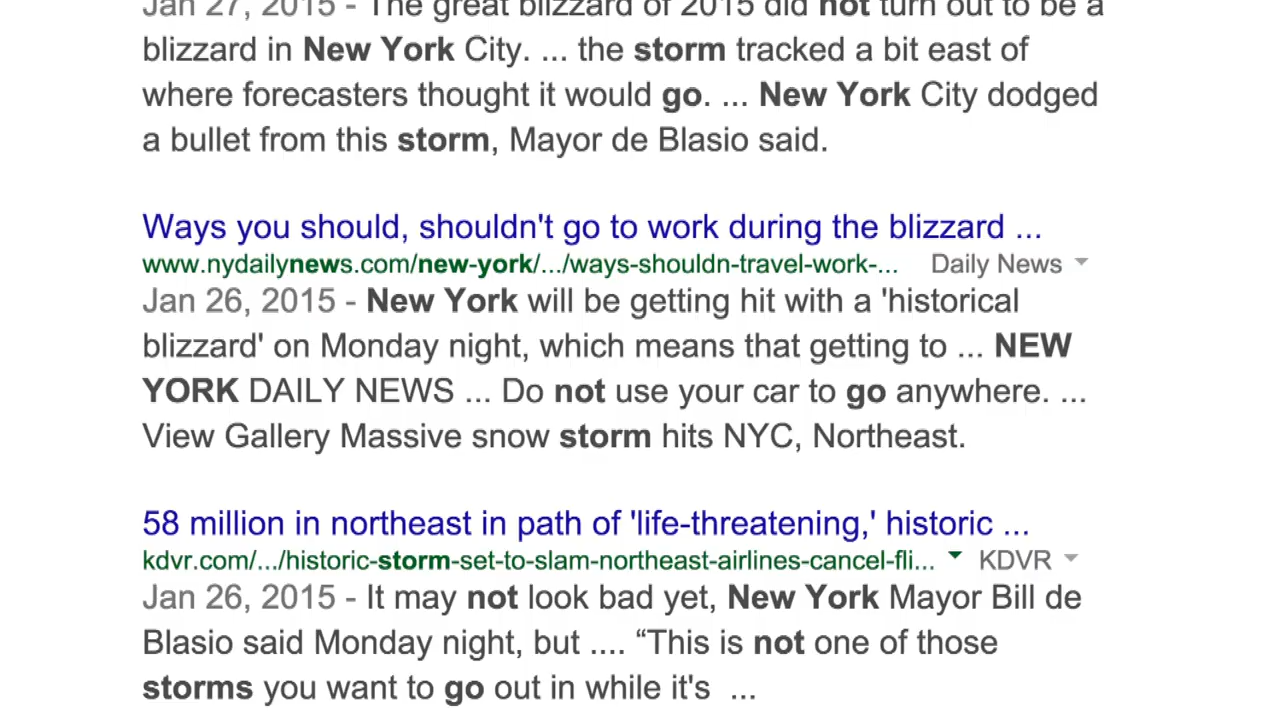 Jan 27, 2015 - The great blizzard of 2015 did not turn out to be a
blizzard in New York City. ... the storm tracked a bit east of
where forecasters thought it would go. ... New York City dodged
a bullet from this storm, Mayor de Blasio said.
Ways you should, shouldn't go to work during the blizzard ...
www.nydailynews.com/new-york/.../ways-shouldn-travel-work-... Daily News
Jan 26, 2015 - New York will be getting hit with a 'historical
blizzard' on Monday night, which means that getting to ... NEW
YORK DAILY NEWS ... Do not use your car to go anywhere. ...
View Gallery Massive snow storm hits NYC, Northeast.
58 million in northeast in path of 'life-threatening,' historic ...
kdvr.com/.../historic-storm-set-to-slam-northeast-airlines-cancel-fli... KDVR
Jan 26, 2015 - It may not look bad yet, New York Mayor Bill de
Blasio said Monday night, but .... “This is not one of those
storms you want to go out in while it's ...